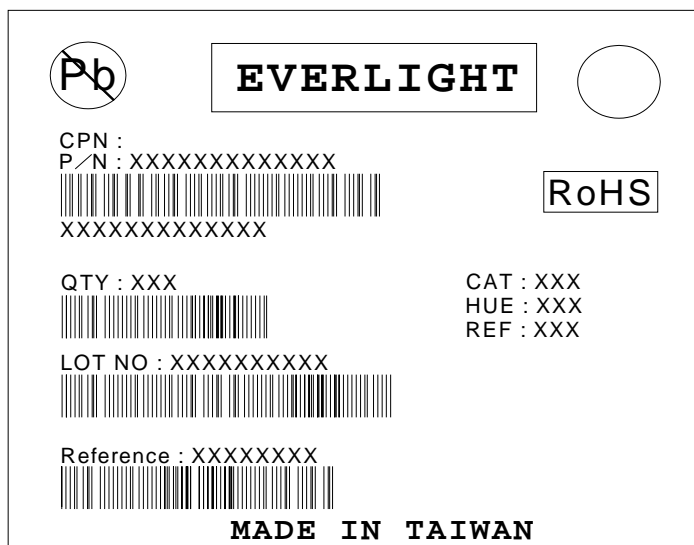 Pb
EVERLIGHT
CPN :
P/N : XXXXXXXXXXXXX
RoHS
XXXXXXXXXXXXX
QTY : XXX
CAT : XXX
HUE : XXX
REF : XXX
LOT NO : XXXXXXXXXX
Reference : XXXXXXXX
MADE IN TAIWAN